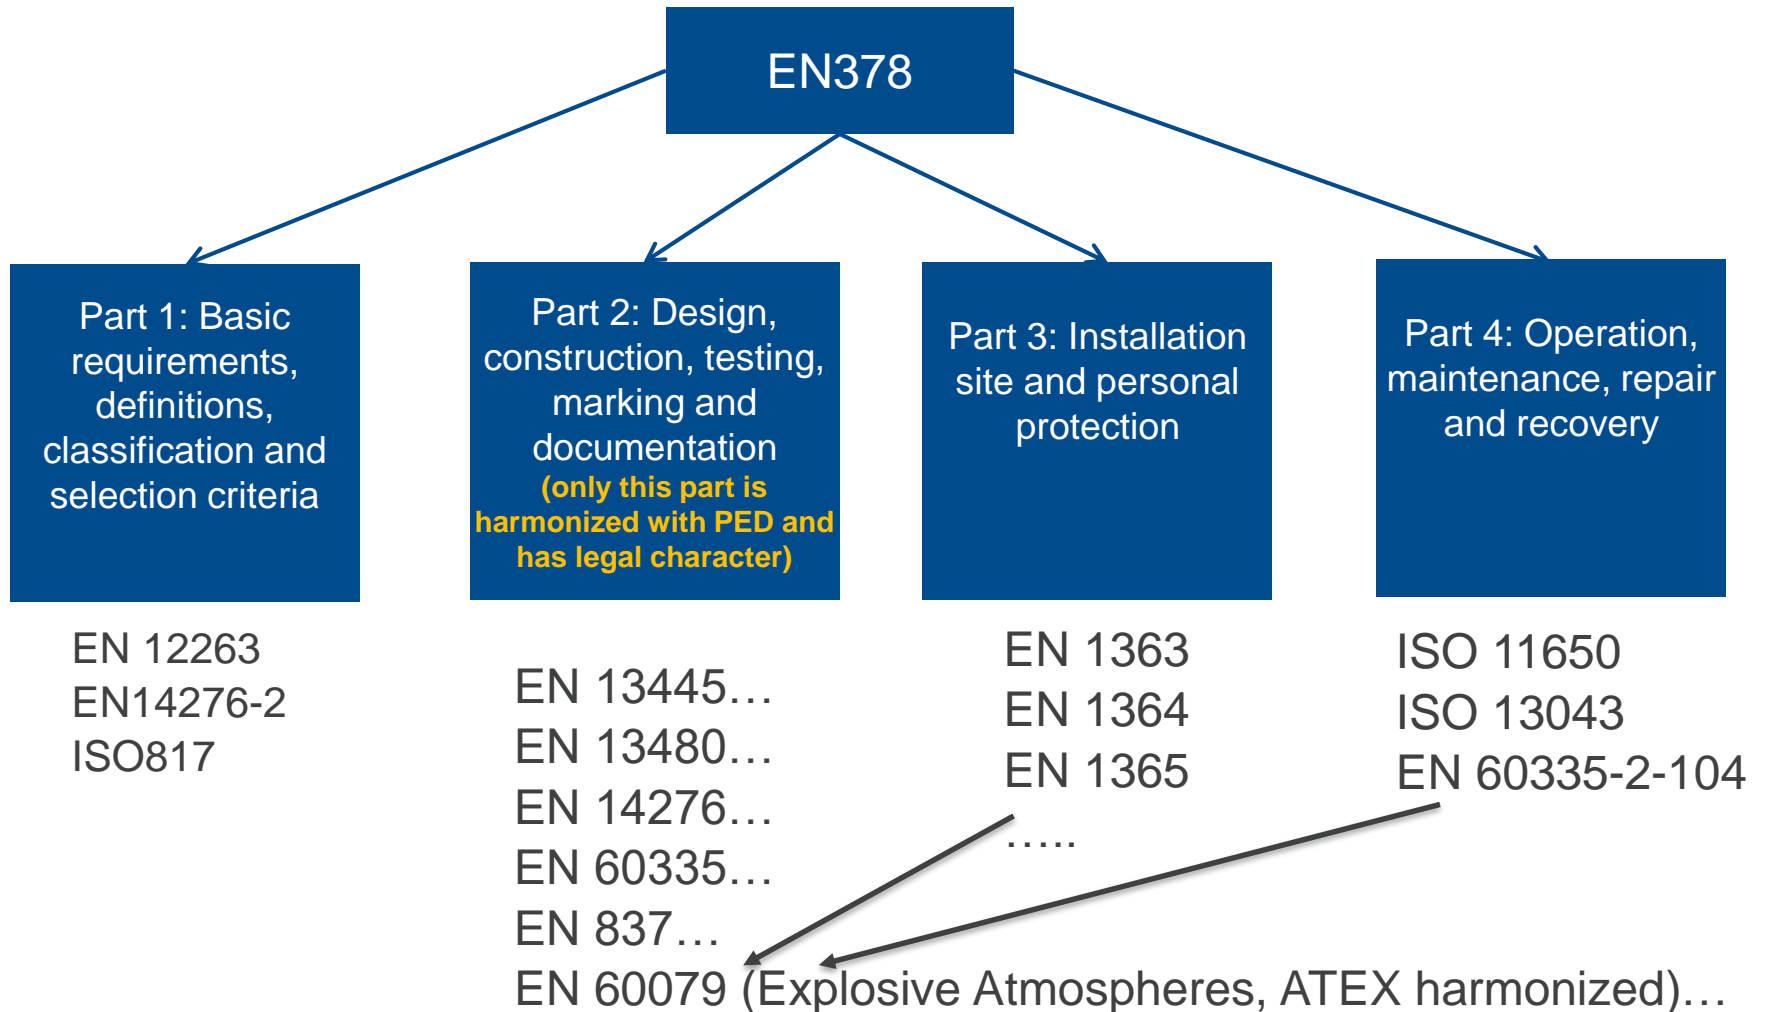 EN378
Part 1: Basic
requirements,
definitions,
classification and
selection criteria
Part 2: Design,
construction, testing,
marking and
documentation
(only this part is
harmonized with PED and
has legal character)
Part 3: Installation
site and personal
protection
Part 4: Operation,
maintenance, repair
and recovery
EN 12263
EN14276-2
ISO817
EN 13445…
EN 13480…
EN 14276…
EN 60335…
EN 837…
EN 60079 (Explosive Atmospheres, ATEX harmonized)…
EN 1363
EN 1364
EN 1365
…..
ISO 11650
ISO 13043
EN 60335-2-104